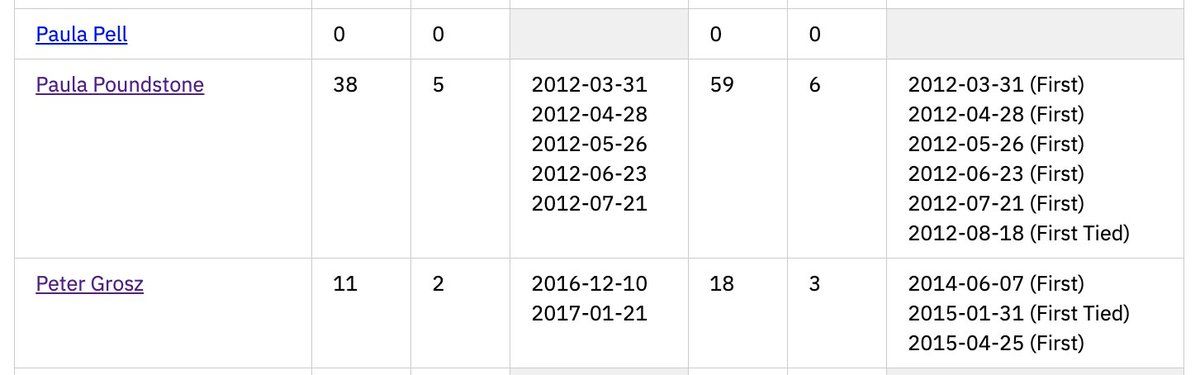 Paula Pell 0 0 0 0
Paula Poundstone 38 5 2012-03-31 59 6 2012-03-31 (First)
2012-04-28 2012-04-28 (First)
2012-05-26 2012-05-26 (First)
2012-06-23 2012-06-23 (First)
2012-07-21 2012-07-21 (First)
2012-08-18 (First Tied)
Peter Grosz 11 2 2016-12-10 18 3 2014-06-07 (First)
2017-01-21 2015-01-31 (First Tied)
2015-04-25 (First)